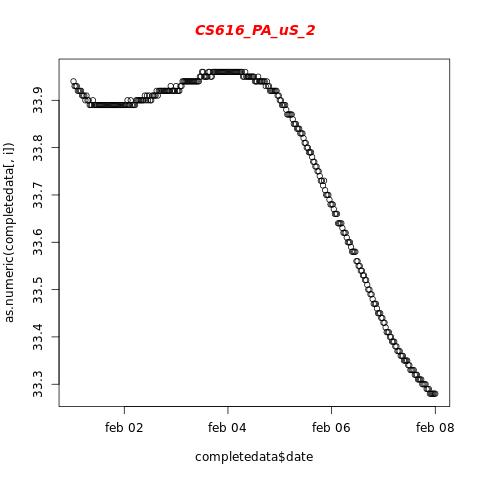 CS616_PA_uS_2
as.numeric(completedata[, i])
33.9
33.8
33.7
33.6
33.5
33.4
33.3
feb 02
feb 04
feb 06
feb 08
completedata$date